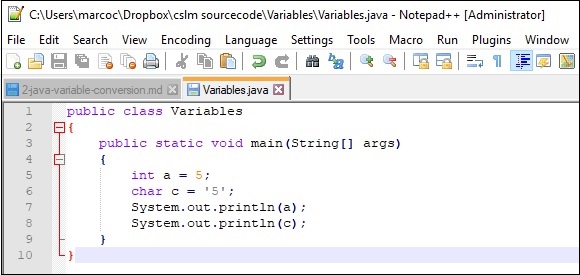 C:\Users\marcoc\Dropbox\cslm sourcecode\Variables\Variables.java - Notepad++ [Administrator]
File Edit Search View Encoding Language Settings Tools Macro Run Plugins Window
2-java-variable-conversion.md Variables.java
1 public class Variables
2 {
3     public static void main(String[] args)
4     {
5         int a = 5;
6         char c = '5';
7         System.out.println(a);
8         System.out.println(c);
9     }
10 }